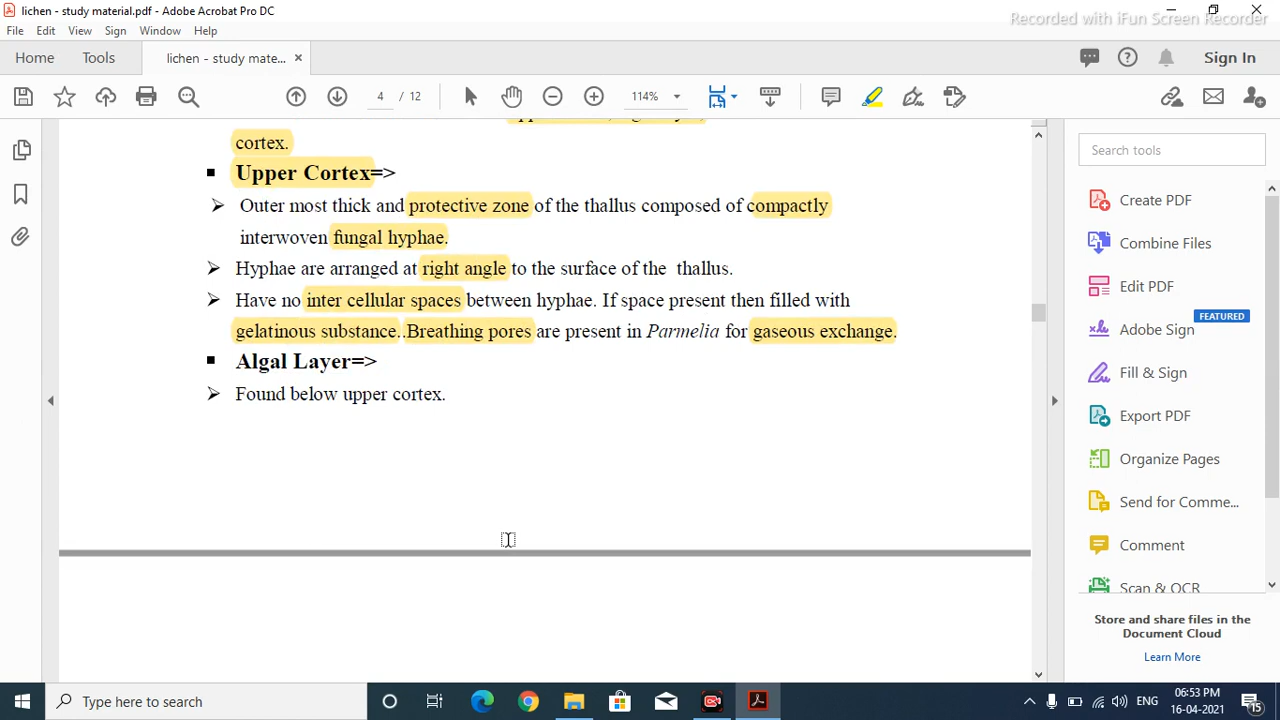 lichen - study material.pdf - Adobe Acrobat Pro DC
Recorded with iFun Screen Recorder
File Edit View Sign Window Help
Home Tools lichen - study mate... × Sign In
4 / 12 114%
cortex.
▪ Upper Cortex=>
➢ Outer most thick and protective zone of the thallus composed of compactly
interwoven fungal hyphae.
➢ Hyphae are arranged at right angle to the surface of the thallus.
➢ Have no inter cellular spaces between hyphae. If space present then filled with
gelatinous substance..Breathing pores are present in Parmelia for gaseous exchange.
▪ Algal Layer=>
➢ Found below upper cortex.
Search tools
Create PDF
Combine Files
Edit PDF
FEATURED
Adobe Sign
Fill & Sign
Export PDF
Organize Pages
Send for Comme...
Comment
Scan & OCR
Store and share files in the
Document Cloud
Learn More
Type here to search
ENG
06:53 PM
16-04-2021
15